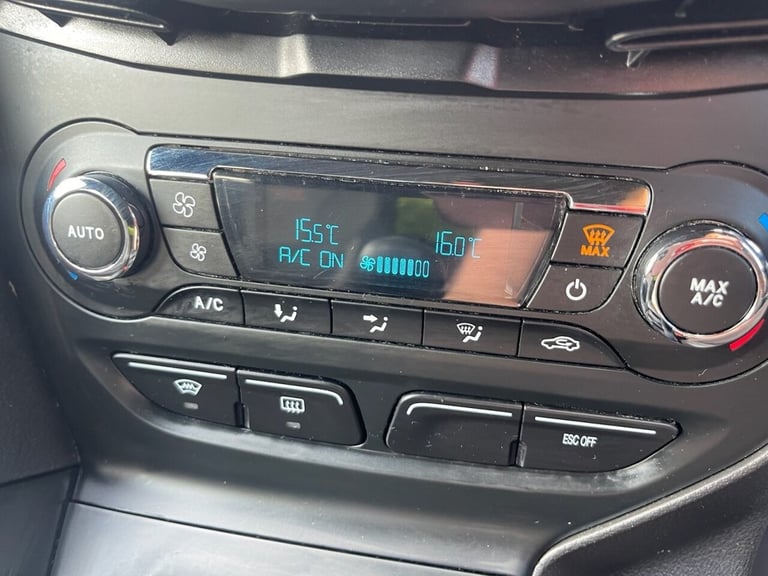 15.5°C
16.0°C
A/C ON
AUTO
MAX
MAX
A/C
A/C
ESC OFF